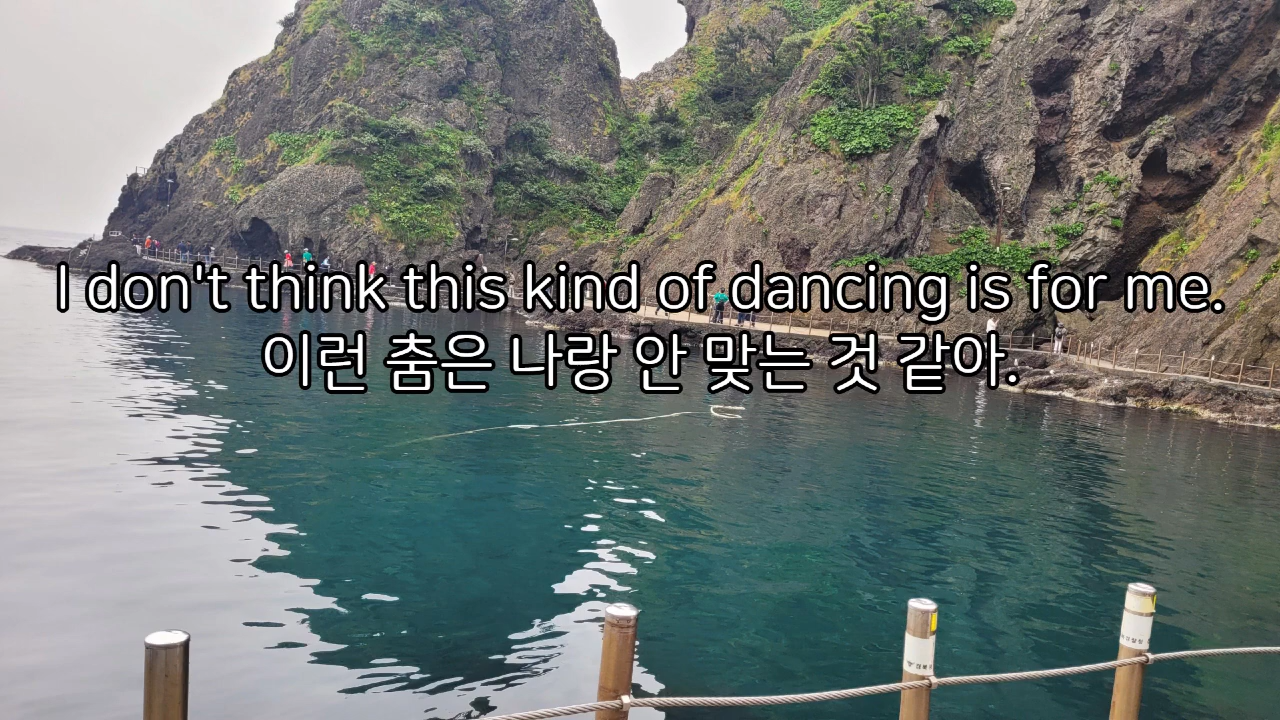 I don't think this kind of dancing is for me.
이런 춤은 나랑 안 맞는 것 같아.